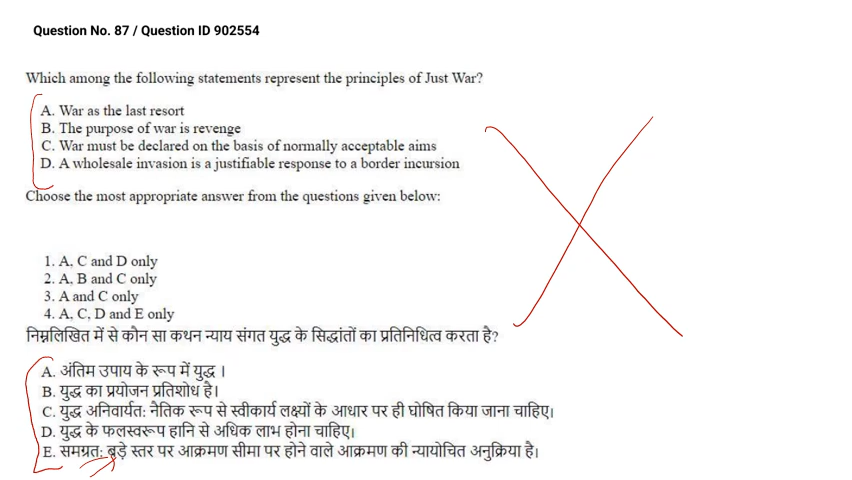 Question No. 87 / Question ID 902554
Which among the following statements represent the principles of Just War?
A. War as the last resort
B. The purpose of war is revenge
C. War must be declared on the basis of normally acceptable aims
D. A wholesale invasion is a justifiable response to a border incursion
Choose the most appropriate answer from the questions given below:
1. A, C and D only
2. A, B and C only
3. A and C only
4. A, C, D and E only
निम्नलिखित में से कौन सा कथन न्याय संगत युद्ध के सिद्धांतों का प्रतिनिधित्व करता है?
A. अंतिम उपाय के रूप में युद्ध ।
B. युद्ध का प्रयोजन प्रतिशोध है।
C. युद्ध अनिवार्यत: नैतिक रूप से स्वीकार्य लक्ष्यों के आधार पर ही घोषित किया जाना चाहिए।
D. युद्ध के फलस्वरूप हानि से अधिक लाभ होना चाहिए।
E. समग्रत: बड़े स्तर पर आक्रमण सीमा पर होने वाले आक्रमण की न्यायोचित अनुक्रिया है।